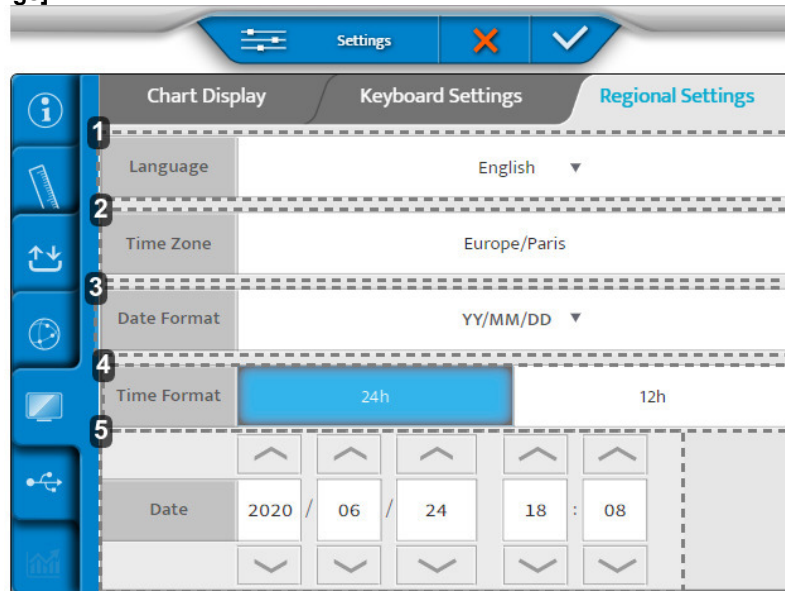 ge]
Settings
Chart Display Keyboard Settings Regional Settings
1
Language English ▼
2
Time Zone Europe/Paris
3
Date Format YY/MM/DD ▼
4
Time Format 24h 12h
5
Date 2020 / 06 / 24 18 : 08